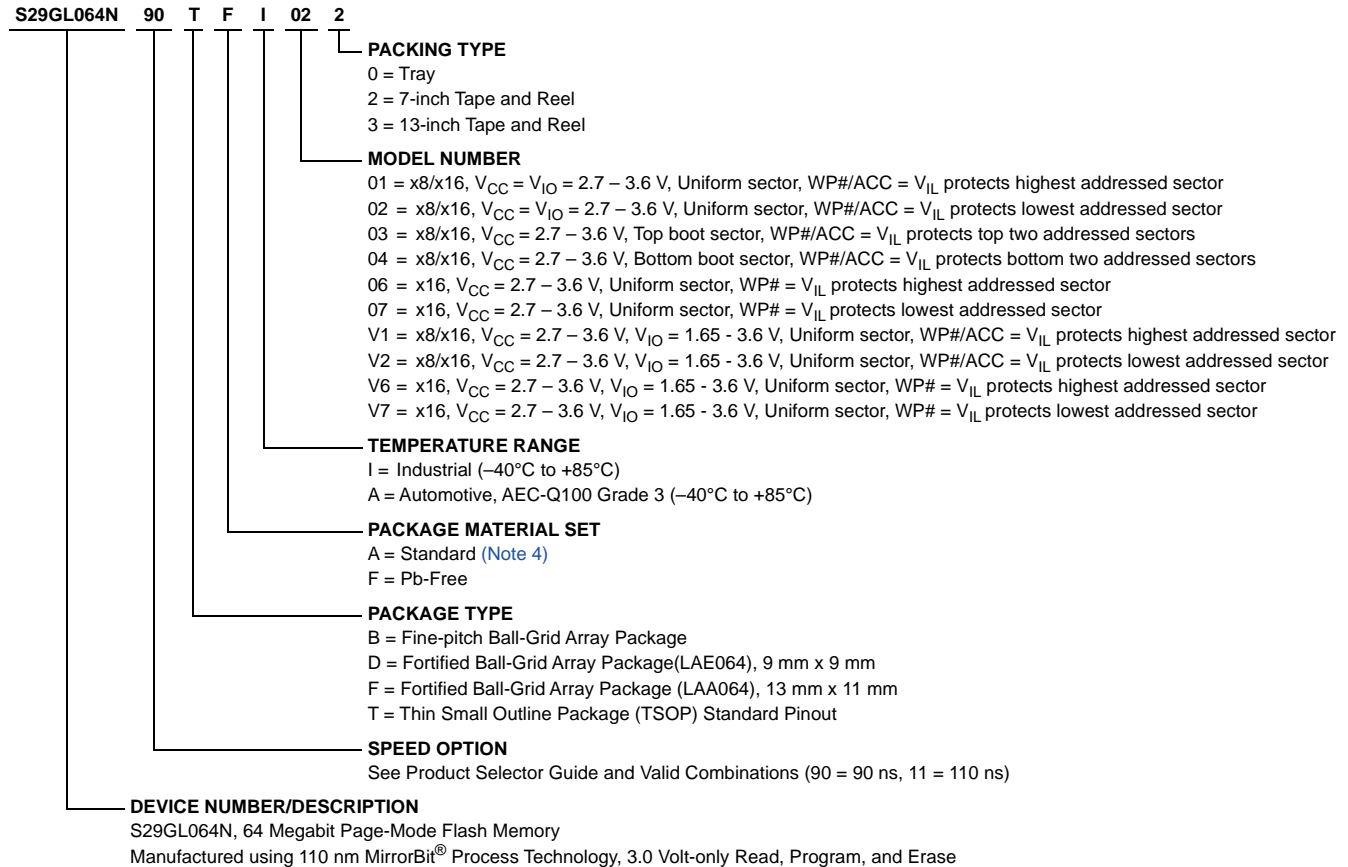 S29GL064N 90 T F I 02 2
PACKING TYPE
0 = Tray
2 = 7-inch Tape and Reel
3 = 13-inch Tape and Reel
MODEL NUMBER
01 = x8/x16, VCC = VIO = 2.7 – 3.6 V, Uniform sector, WP#/ACC = VIL protects highest addressed sector
02 = x8/x16, VCC = VIO = 2.7 – 3.6 V, Uniform sector, WP#/ACC = VIL protects lowest addressed sector
03 = x8/x16, VCC = 2.7 – 3.6 V, Top boot sector, WP#/ACC = VIL protects top two addressed sectors
04 = x8/x16, VCC = 2.7 – 3.6 V, Bottom boot sector, WP#/ACC = VIL protects bottom two addressed sectors
06 = x16, VCC = 2.7 – 3.6 V, Uniform sector, WP# = VIL protects highest addressed sector
07 = x16, VCC = 2.7 – 3.6 V, Uniform sector, WP# = VIL protects lowest addressed sector
V1 = x8/x16, VCC = 2.7 – 3.6 V, VIO = 1.65 - 3.6 V, Uniform sector, WP#/ACC = VIL protects highest addressed sector
V2 = x8/x16, VCC = 2.7 – 3.6 V, VIO = 1.65 - 3.6 V, Uniform sector, WP#/ACC = VIL protects lowest addressed sector
V6 = x16, VCC = 2.7 – 3.6 V, VIO = 1.65 - 3.6 V, Uniform sector, WP# = VIL protects highest addressed sector
V7 = x16, VCC = 2.7 – 3.6 V, VIO = 1.65 - 3.6 V, Uniform sector, WP# = VIL protects lowest addressed sector
TEMPERATURE RANGE
I = Industrial (–40°C to +85°C)
A = Automotive, AEC-Q100 Grade 3 (–40°C to +85°C)
PACKAGE MATERIAL SET
A = Standard (Note 4)
F = Pb-Free
PACKAGE TYPE
B = Fine-pitch Ball-Grid Array Package
D = Fortified Ball-Grid Array Package(LAE064), 9 mm x 9 mm
F = Fortified Ball-Grid Array Package (LAA064), 13 mm x 11 mm
T = Thin Small Outline Package (TSOP) Standard Pinout
SPEED OPTION
See Product Selector Guide and Valid Combinations (90 = 90 ns, 11 = 110 ns)
DEVICE NUMBER/DESCRIPTION
S29GL064N, 64 Megabit Page-Mode Flash Memory
Manufactured using 110 nm MirrorBit® Process Technology, 3.0 Volt-only Read, Program, and Erase